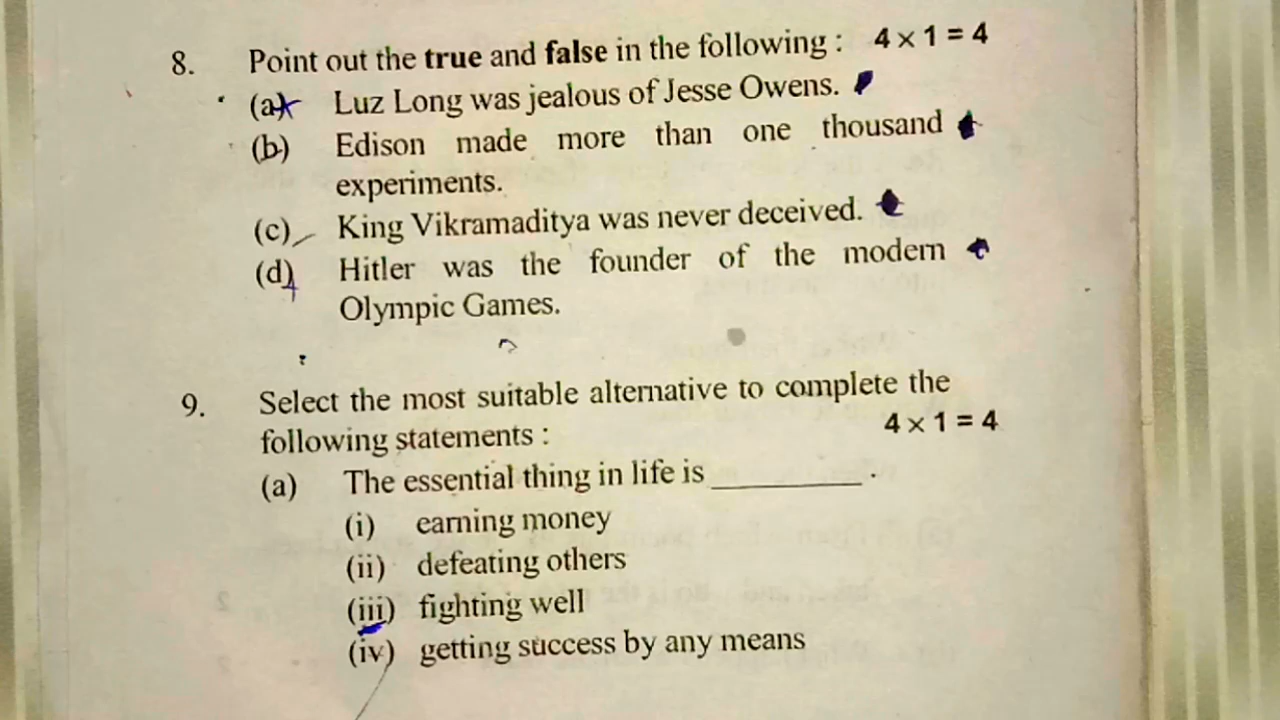 8. Point out the true and false in the following : 4 × 1 = 4
(a) Luz Long was jealous of Jesse Owens.
(b) Edison made more than one thousand
experiments.
(c) King Vikramaditya was never deceived.
(d) Hitler was the founder of the modern
Olympic Games.
9. Select the most suitable alternative to complete the
following statements : 4 × 1 = 4
(a) The essential thing in life is __________ .
(i) earning money
(ii) defeating others
(iii) fighting well
(iv) getting success by any means